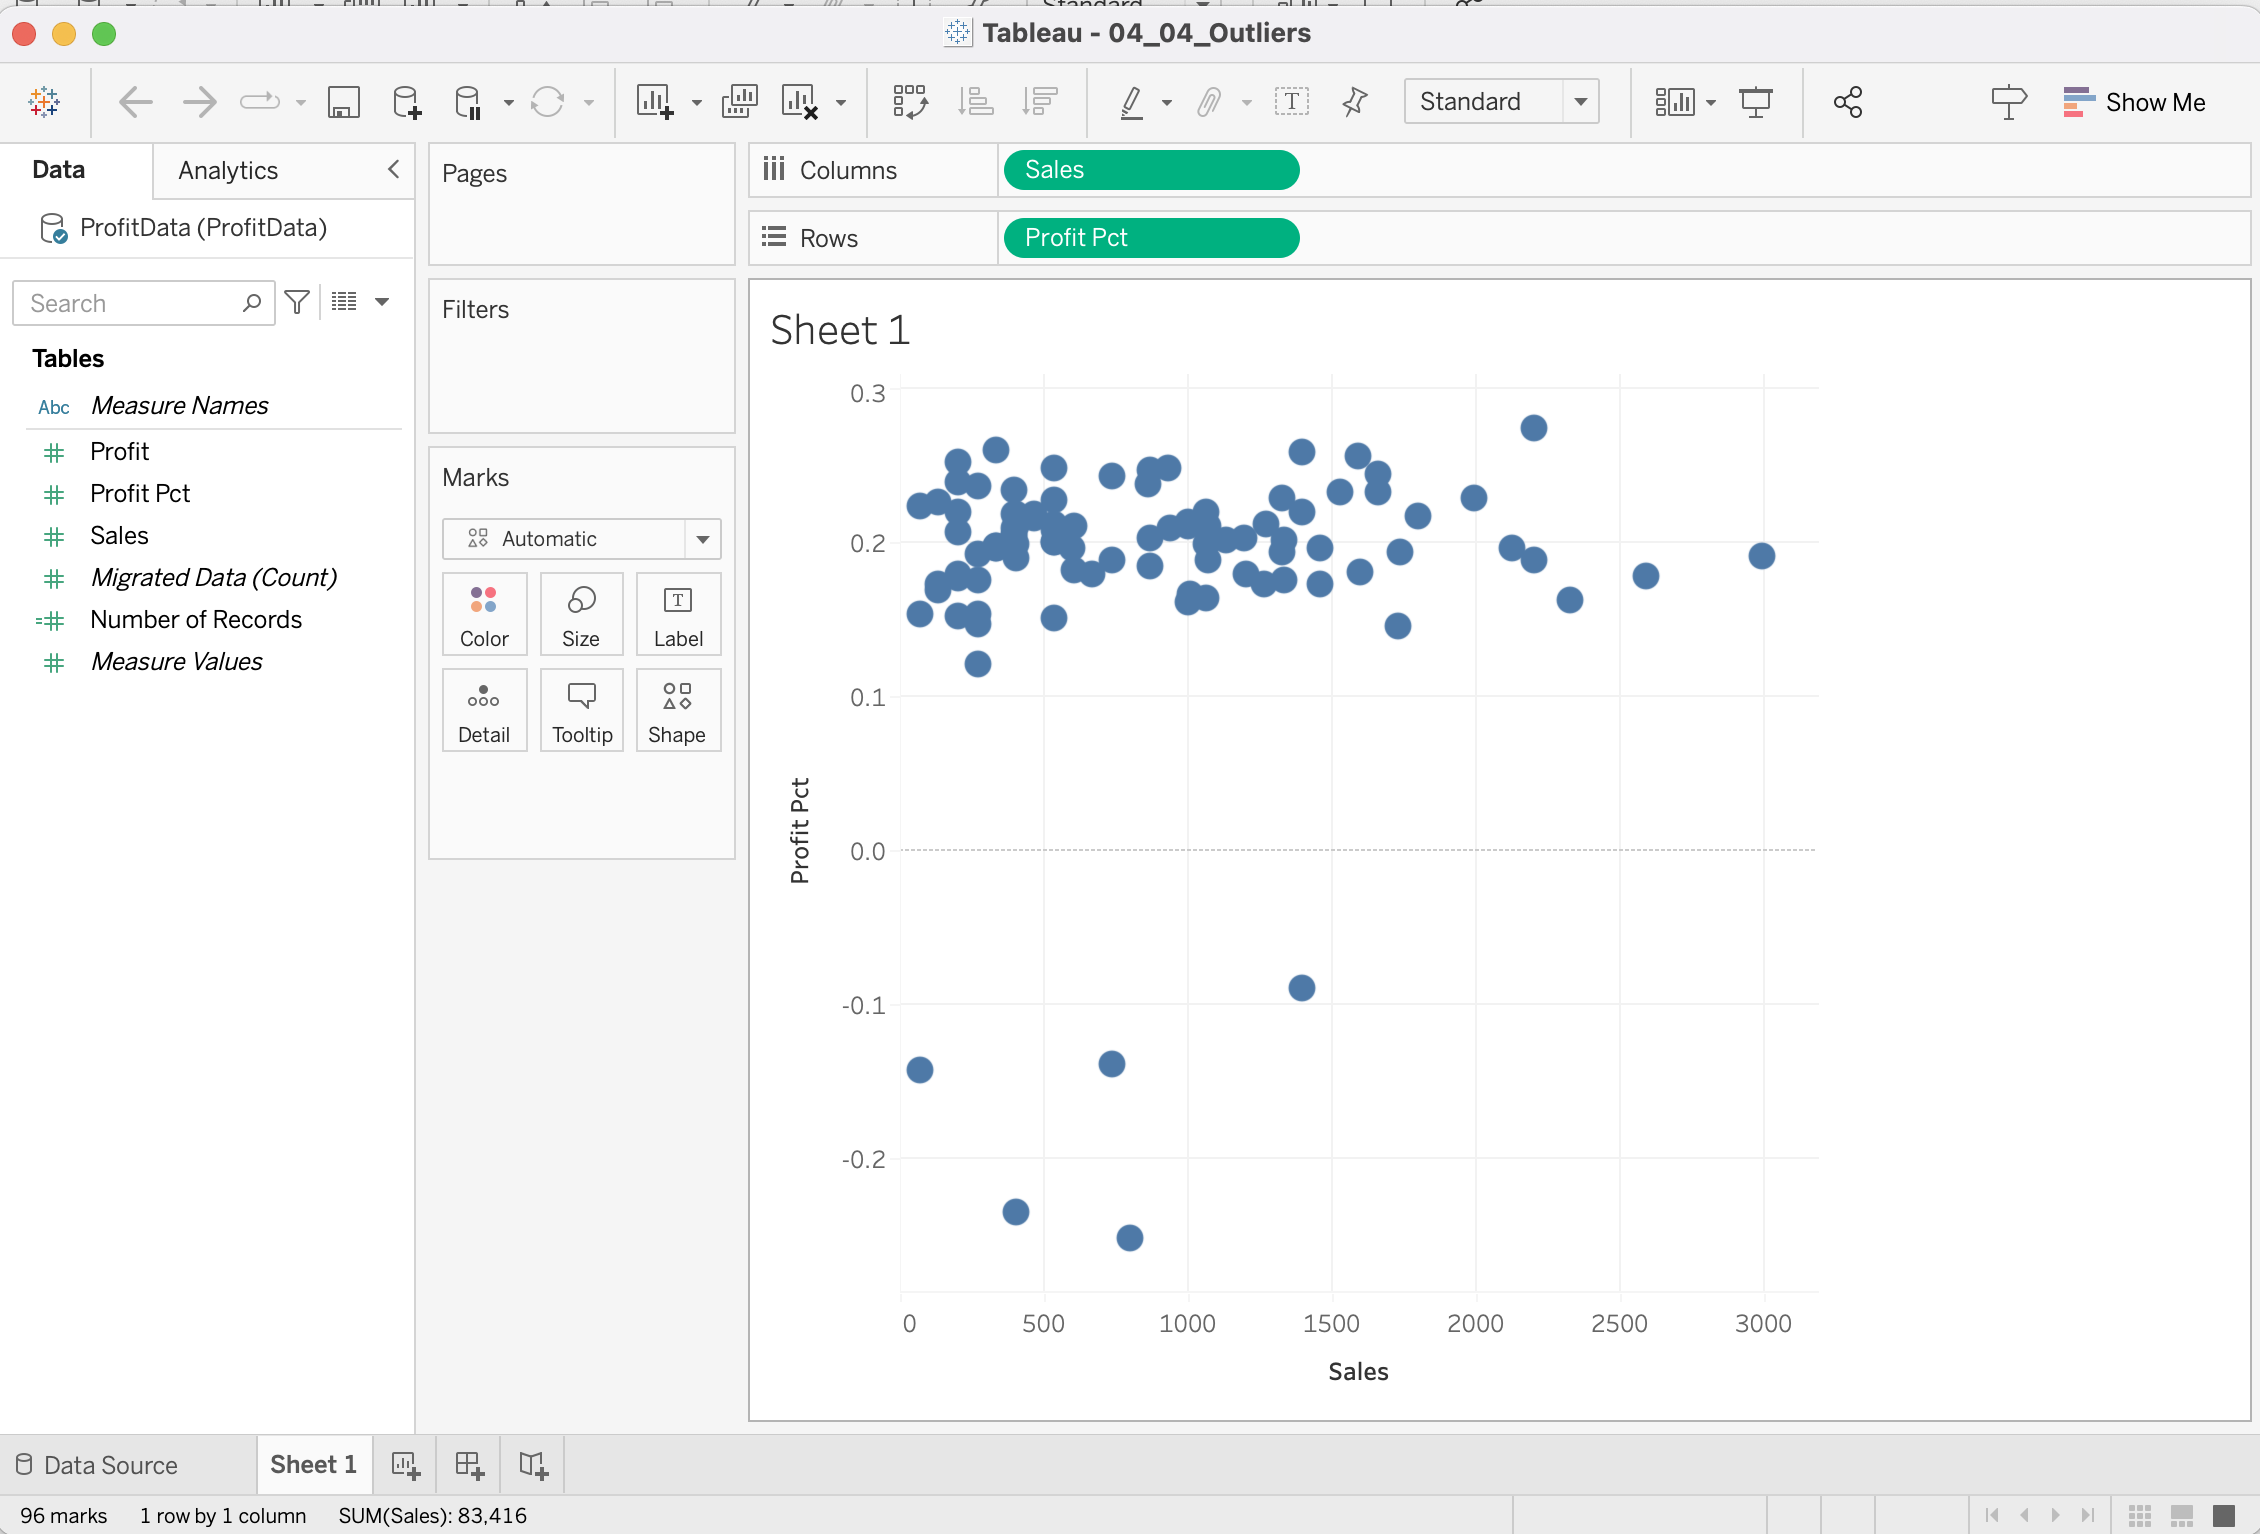 Standard
Tableau - 04_04_Outliers
Standard
Show Me
Data
Analytics
ProfitData (ProfitData)
Search
Tables
Abc Measure Names
Profit
Profit Pct
Sales
Migrated Data (Count)
Number of Records
Measure Values
Pages
Filters
Marks
Automatic
Color
Size
T
Label
Detail
Tooltip
Shape
Columns
Sales
Rows
Profit Pct
Sheet 1
0.3
0.2
0.1
0.0
-0.1
-0.2
Profit Pct
0 500 1000 1500 2000 2500 3000
Sales
Data Source
Sheet 1
96 marks 1 row by 1 column SUM(Sales): 83,416